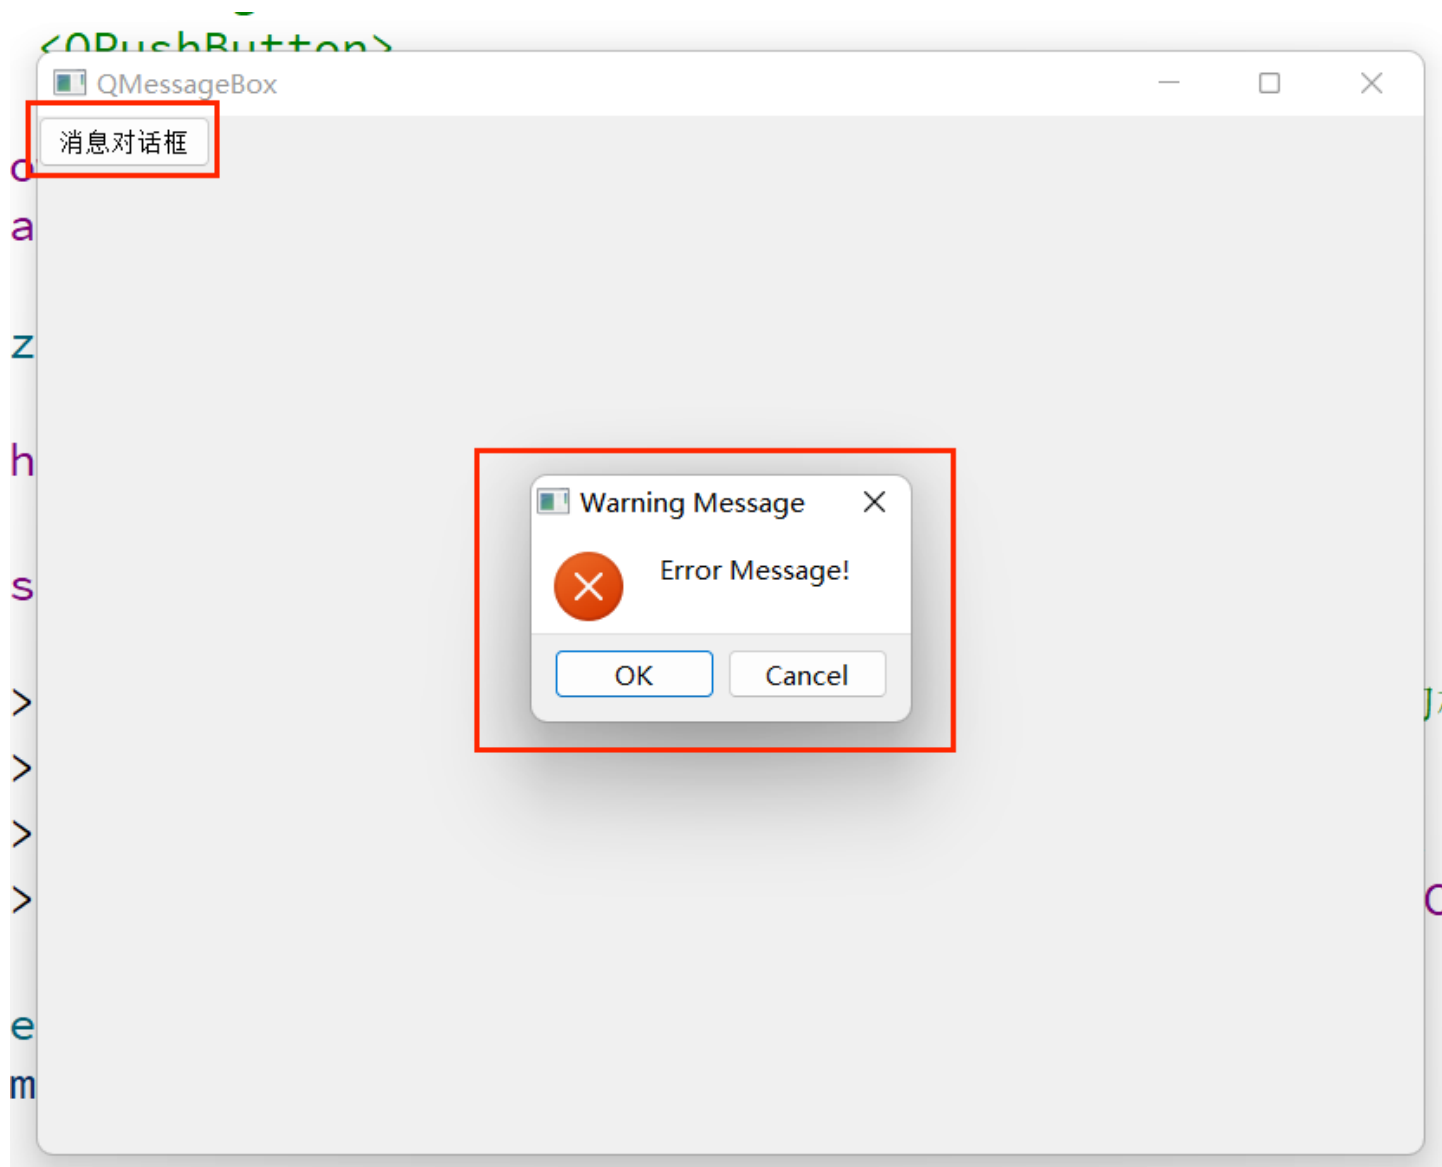 <QPushButton>
QMessageBox
消息对话框
o
a
z
h
Warning Message
Error Message!
s
OK
Cancel
>
>
>
>
e
m